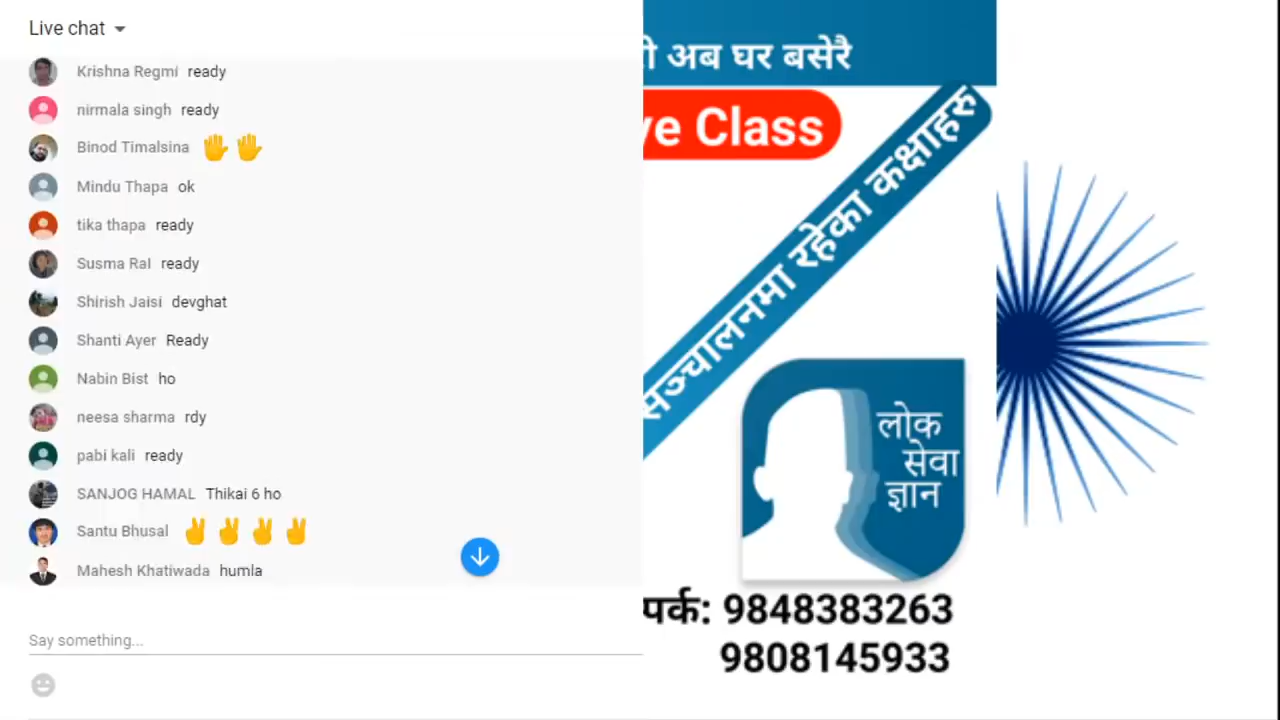 Live chat
Krishna Regmi ready
nirmala singh ready
Binod Timalsina ✋ ✋
Mindu Thapa ok
tika thapa ready
Susma RaI ready
Shirish Jaisi devghat
Shanti Ayer Ready
Nabin Bist ho
neesa sharma rdy
pabi kali ready
SANJOG HAMAL Thikai 6 ho
Santu Bhusal ✌ ✌ ✌ ✌
Mahesh Khatiwada humla
Say something...
अब घर बसेरै
ve Class
सञ्चालनमा रहेका कक्षाहरु
लोक
सेवा
ज्ञान
पर्क: 9848383263
9808145933